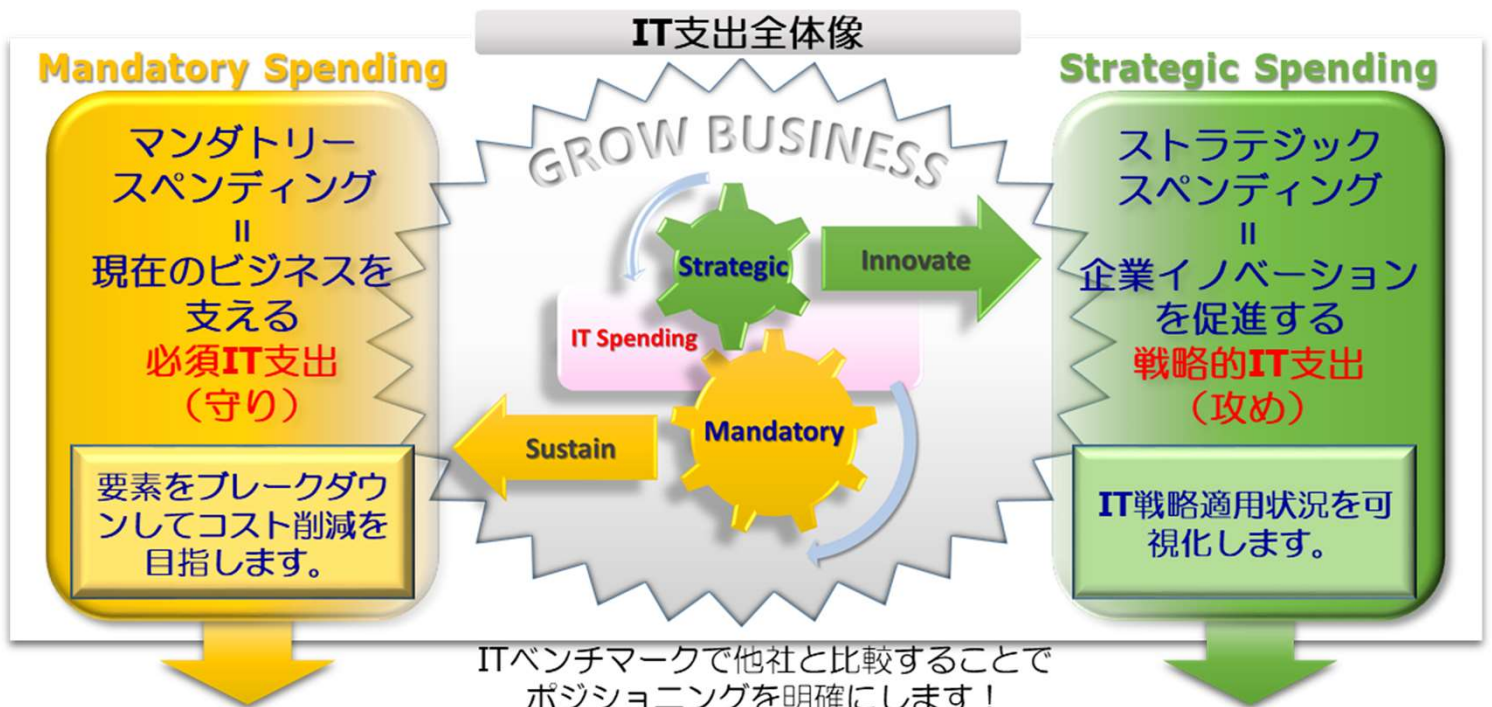 IT支出全体像
Mandatory Spending
マンダトリー
スペンディング
=
現在のビジネスを
支える
必須IT支出
（守り）
要素をブレークダウ
ンしてコスト削減を
目指します。
GROW BUSINESS
Strategic
Innovate
IT Spending
Mandatory
Sustain
Strategic Spending
ストラテジック
スペンディング
=
企業イノベーション
を促進する
戦略的IT支出
（攻め）
IT戦略適用状況を可
視化します。
ITベンチマークで他社と比較することで
ポジショニングを明確にします！